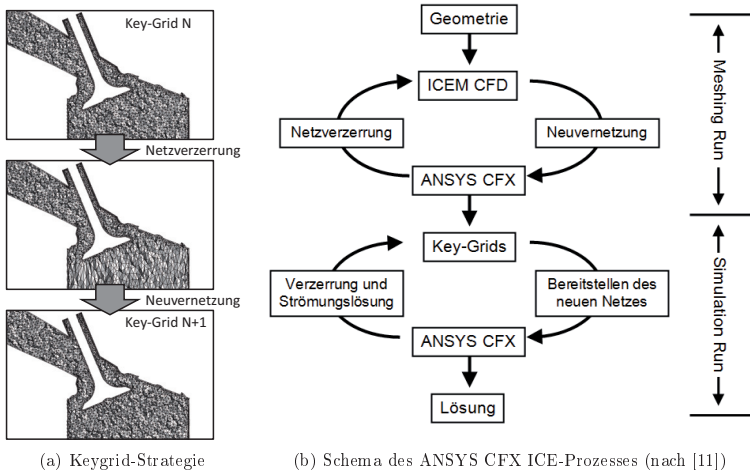 Key-Grid N
Netzverzerrung
Neuvernetzung
Key-Grid N+1
(a) Keygrid-Strategie
Geometrie
ICEM CFD
Netzverzerrung
Neuvernetzung
ANSYS CFX
Key-Grids
Verzerrung und
Strömungslösung
Bereitstellen des
neuen Netzes
ANSYS CFX
Lösung
Meshing Run
Simulation Run
(b) Schema des ANSYS CFX ICE-Prozesses (nach [11])